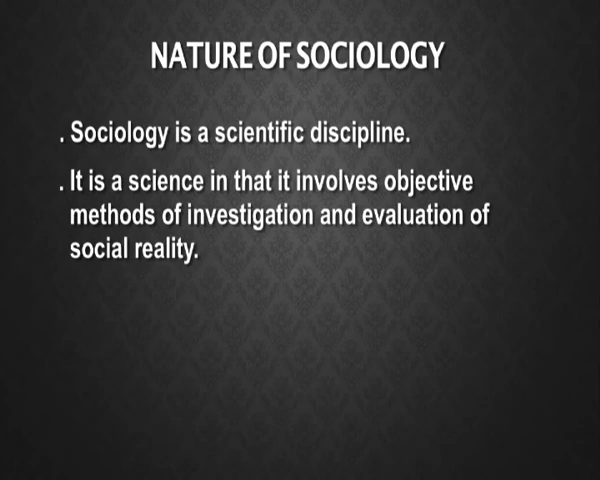 NATURE OF SOCIOLOGY
. Sociology is a scientific discipline.
. It is a science in that it involves objective
methods of investigation and evaluation of
social reality.